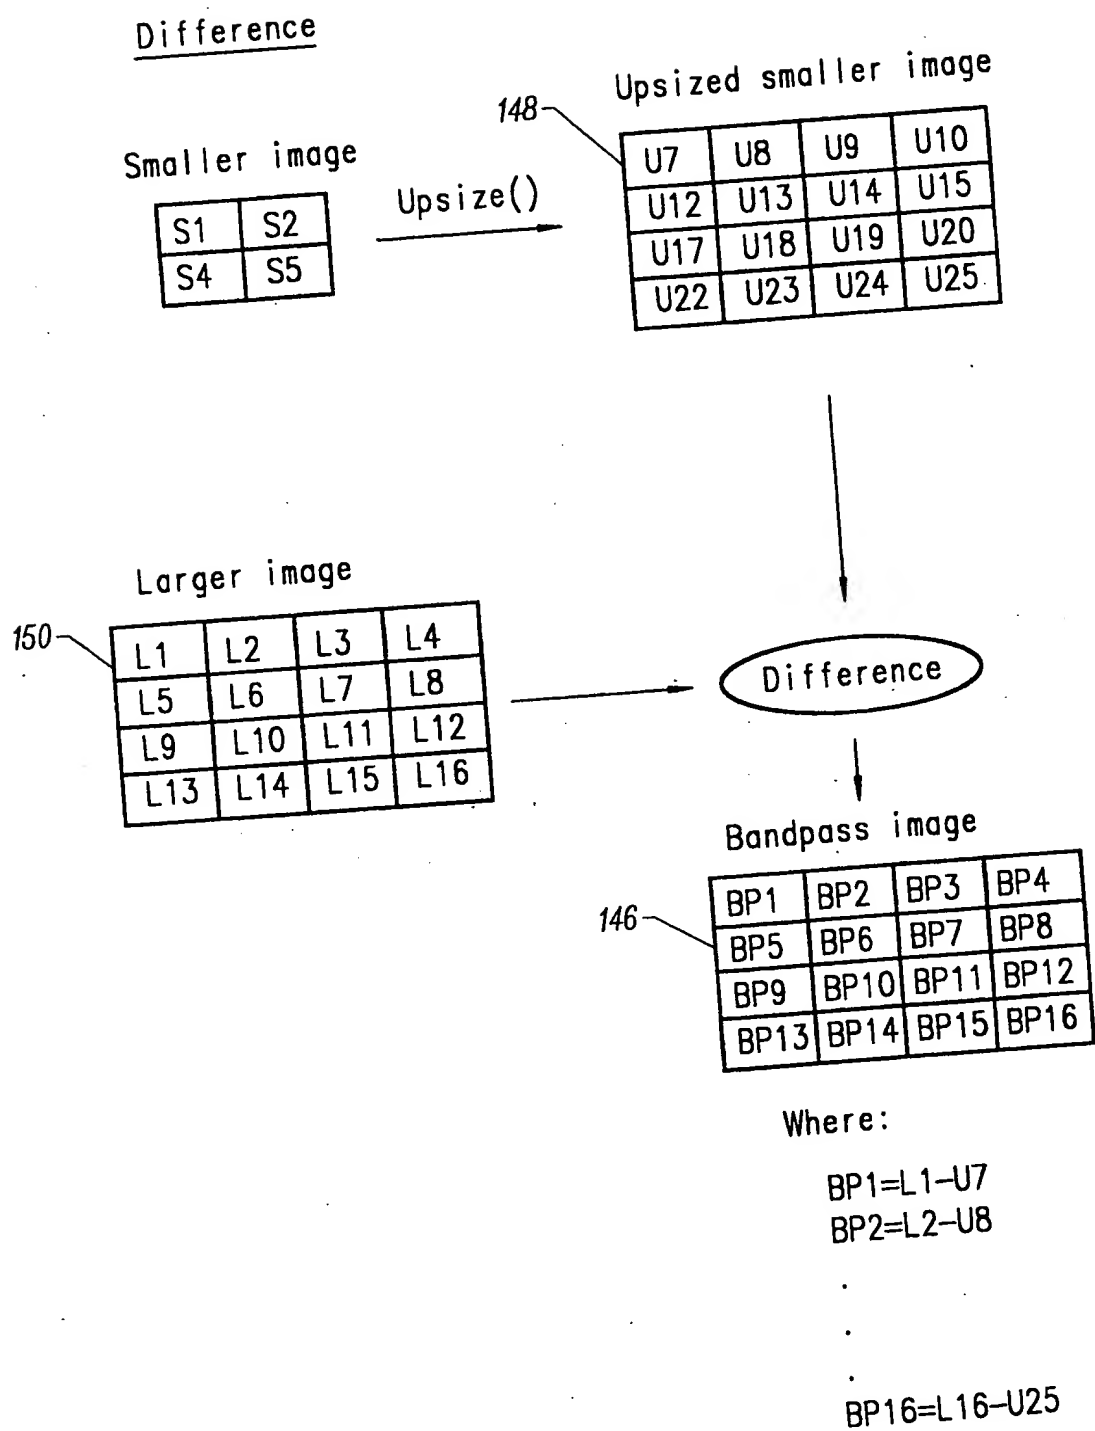 Difference
Upsized smaller image
148
U7 U8 U9 U10
U12 U13 U14 U15
U17 U18 U19 U20
U22 U23 U24 U25
Smaller image
S1 S2
S4 S5
Upsize()
Larger image
150
L1 L2 L3 L4
L5 L6 L7 L8
L9 L10 L11 L12
L13 L14 L15 L16
Difference
Bandpass image
146
BP1 BP2 BP3 BP4
BP5 BP6 BP7 BP8
BP9 BP10 BP11 BP12
BP13 BP14 BP15 BP16
Where:
BP1=L1-U7
BP2=L2-U8
.
.
.
BP16=L16-U25